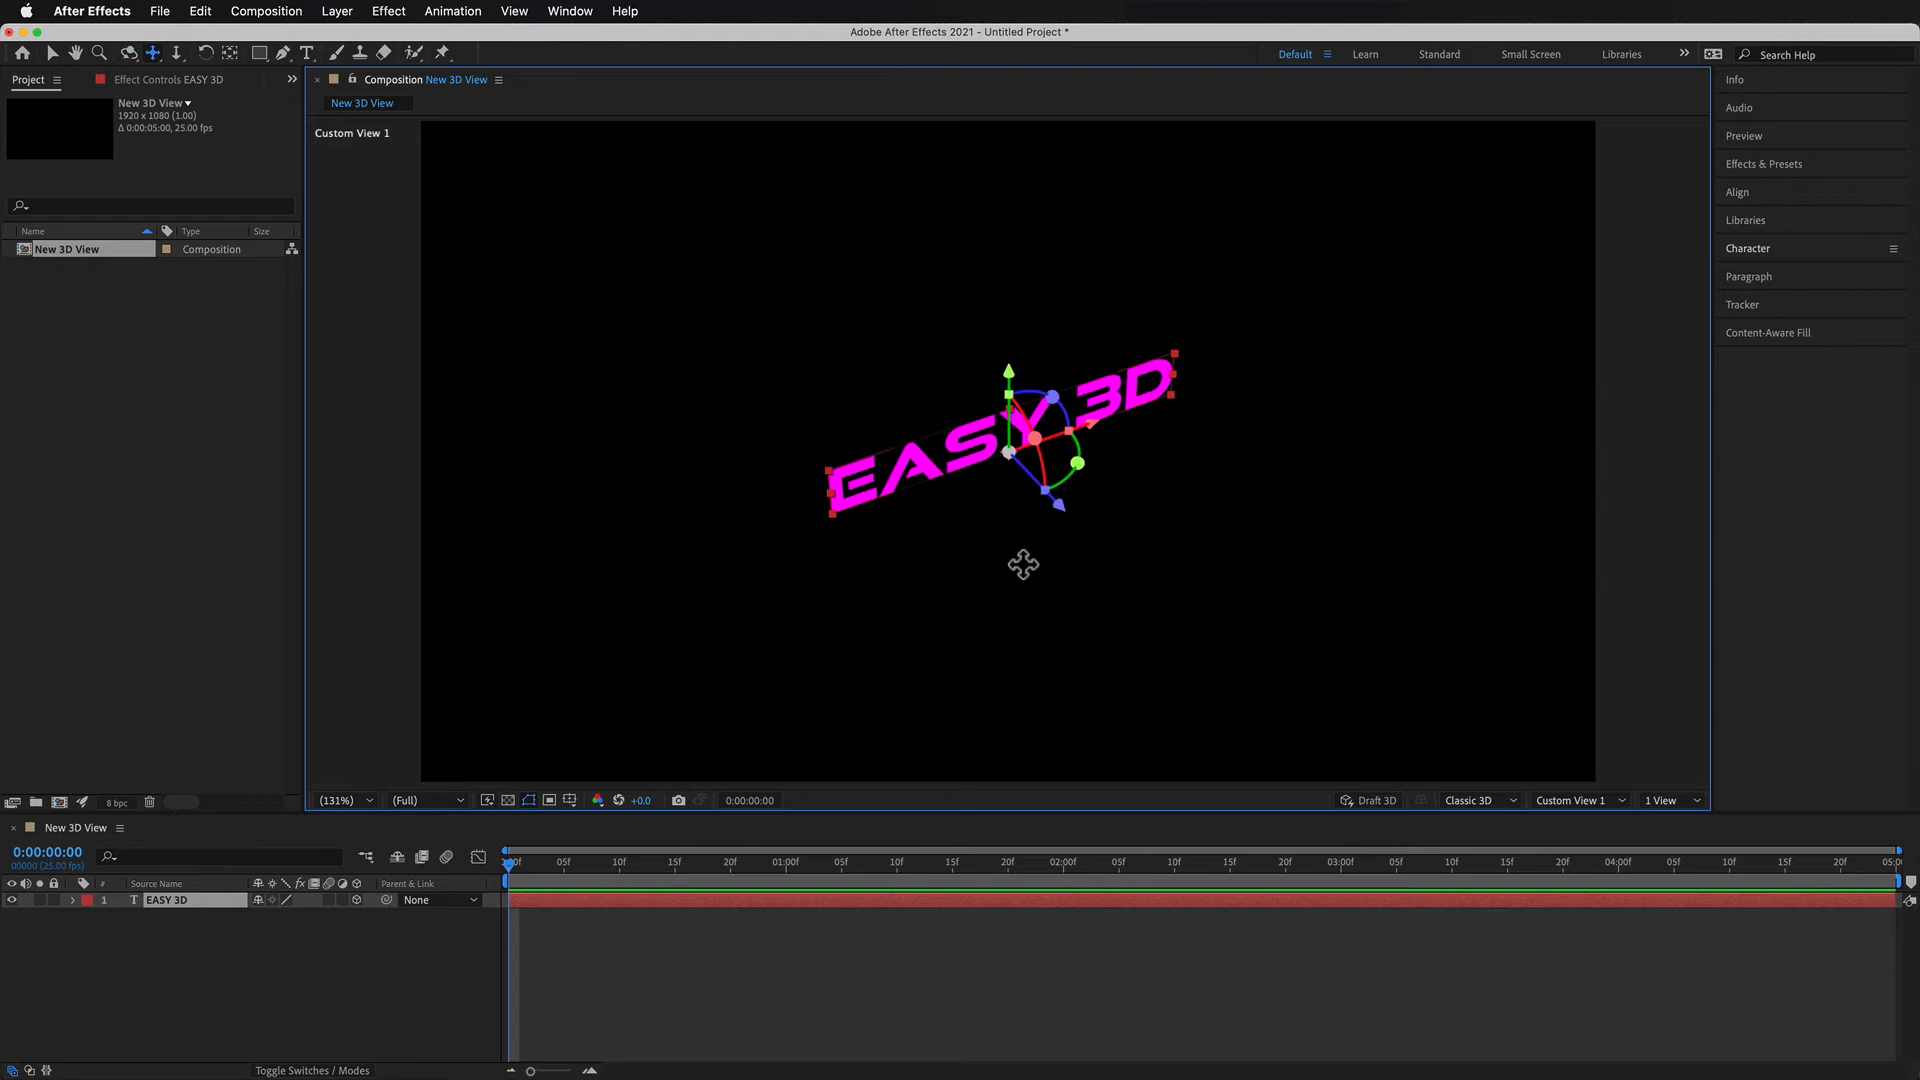 After Effects File Edit Composition Layer Effect Animation View Window Help
Adobe After Effects 2021 - Untitled Project *
Default Learn Standard Small Screen Libraries Search Help
Project Effect Controls EASY 3D
Composition New 3D View
Info
New 3D View
1920 x 1080 (1.00)
Δ 0:00:05:00, 25.00 fps
New 3D View
Audio
Custom View 1
Preview
Effects & Presets
Align
Libraries
Name Type Size
New 3D View Composition
Character
Paragraph
Tracker
Content-Aware Fill
EASY 3D
8 bpc
(131%) (Full) +0.0 0:00:00:00 Draft 3D Classic 3D Custom View 1 1 View
New 3D View
0:00:00:00
00000 (25.00 fps)
05f 10f 15f 20f 01:00f 05f 10f 15f 20f 02:00f 05f 10f 15f 20f 03:00f 05f 10f 15f 20f 04:00f 05f 10f 15f 20f
# Source Name fx Parent & Link
1 T EASY 3D None
Toggle Switches / Modes